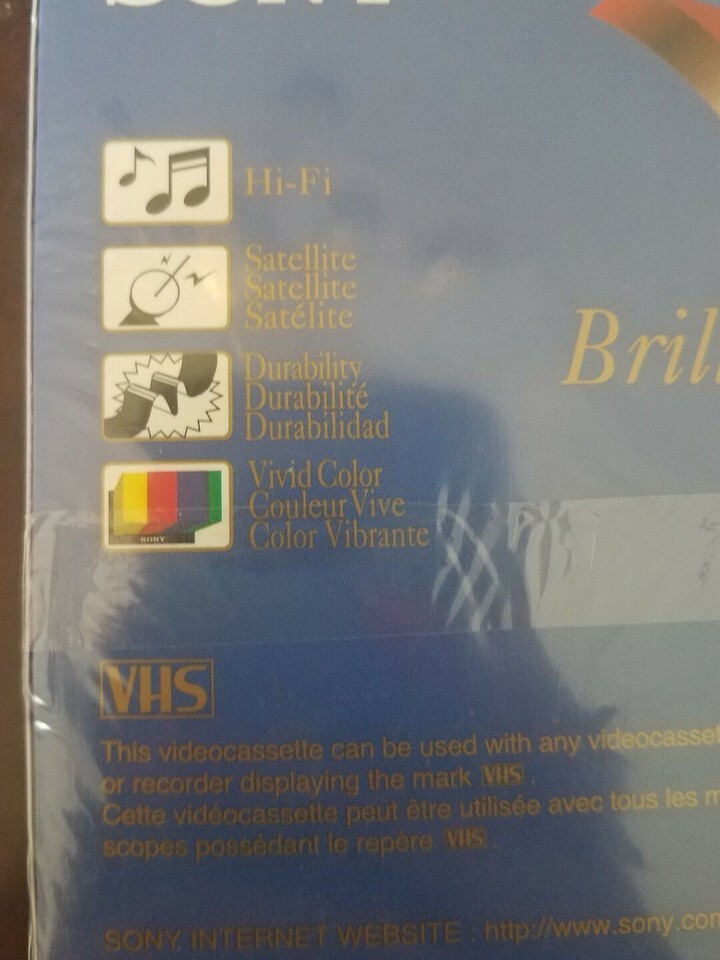 SONY
Hi-Fi
Satellite
Satellite
Satélite
Bril
Durability
Durabilité
Durabilidad
Vivid Color
Couleur Vive
Color Vibrante
SONY
VHS
This videocassette can be used with any videocasset
or recorder displaying the mark VHS .
Cette vidéocassette peut être utilisée avec tous les m
scopes possédant le repère VHS .
SONY INTERNET WEBSITE : http://www.sony.com